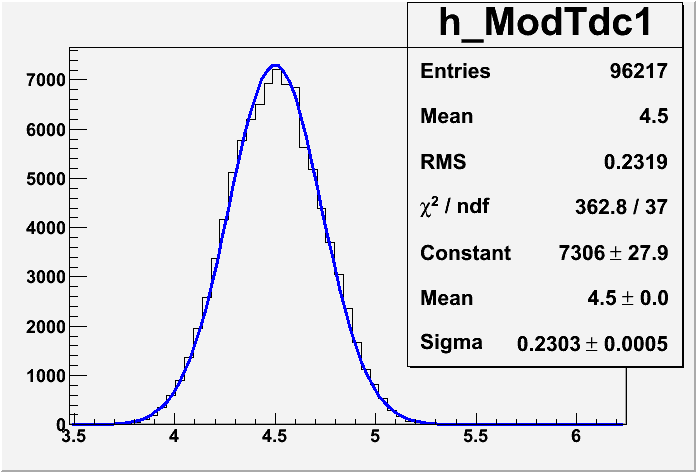 h_ModTdc1
Entries 96217
Mean 4.5
RMS 0.2319
χ² / ndf 362.8 / 37
Constant 7306 ± 27.9
Mean 4.5 ± 0.0
Sigma 0.2303 ± 0.0005
7000
6000
5000
4000
3000
2000
1000
0
3.5 4 4.5 5 5.5 6